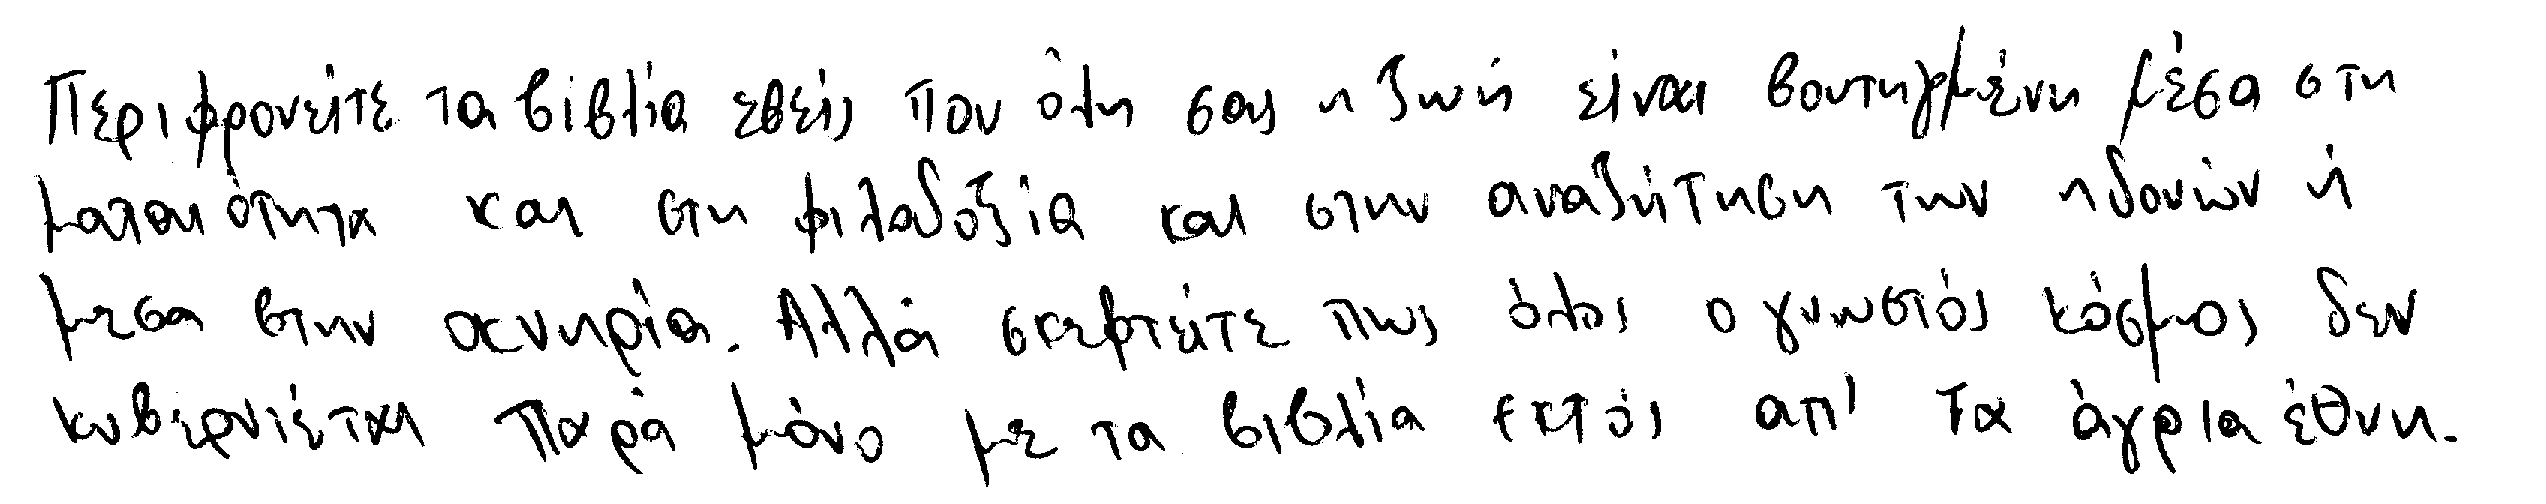 Περιφρονείτε τα βιβλία εσείς που όλη σας η ζωή είναι βουτηγμένη μέσα στη
ματαιότητα και στη φιλοδοξία και στην αναζήτηση των ηδονών ή
μεσα στην οκνηρία. Αλλά σκεφτείτε πως όλος ο γνωστός κόσμος δεν
κυβερνιέται παρά μόνο με τα βιβλία εκτός απ' τα άγρια έθνη.